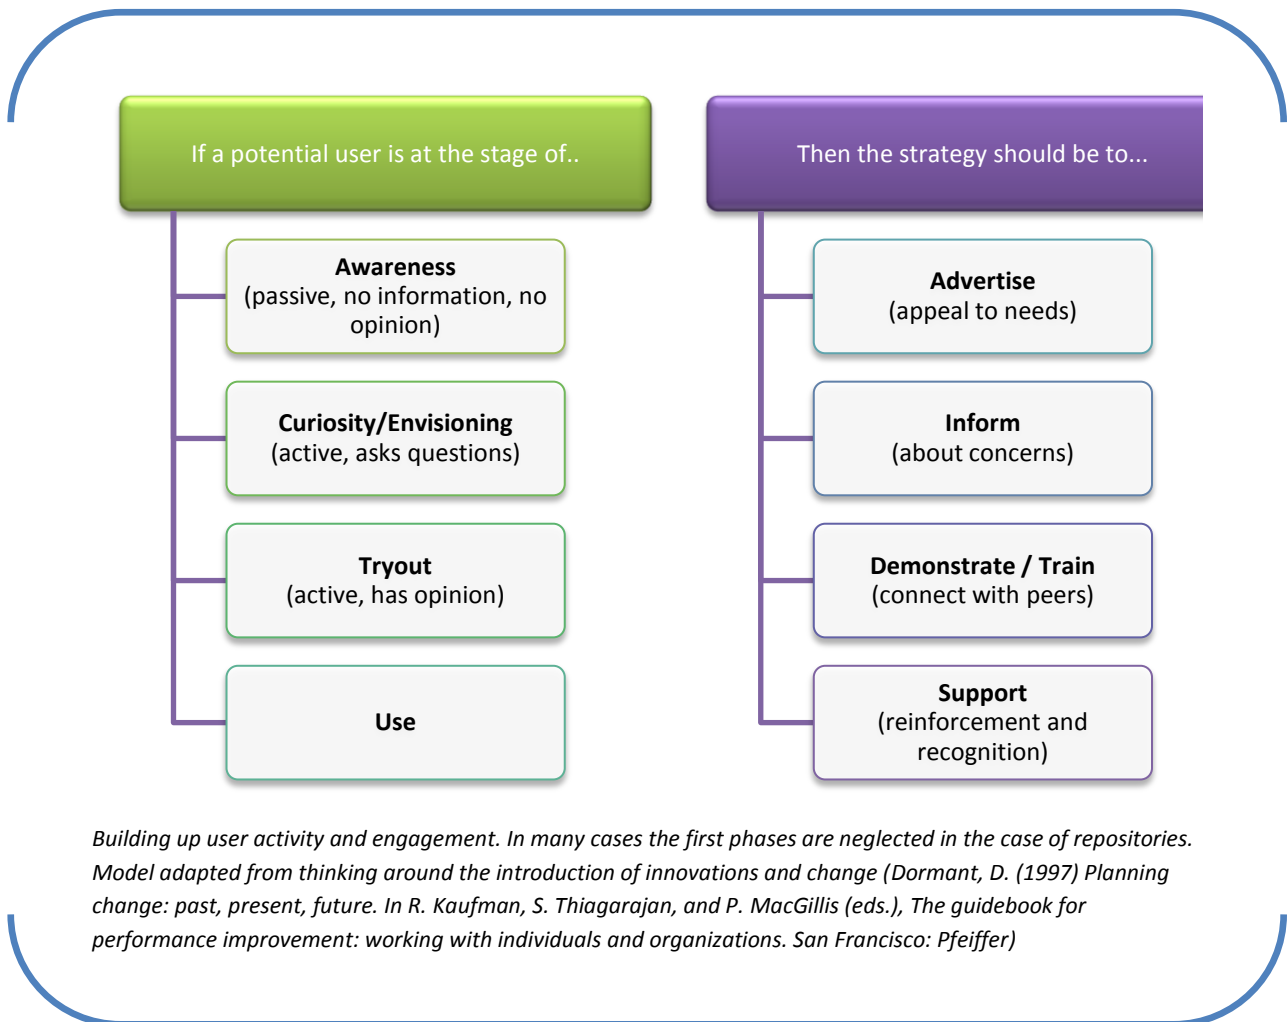 If a potential user is at the stage of..
Awareness
(passive, no information, no
opinion)
Curiosity/Envisioning
(active, asks questions)
Tryout
(active, has opinion)
Use
Then the strategy should be to...
Advertise
(appeal to needs)
Inform
(about concerns)
Demonstrate / Train
(connect with peers)
Support
(reinforcement and
recognition)
Building up user activity and engagement. In many cases the first phases are neglected in the case of repositories.
Model adapted from thinking around the introduction of innovations and change (Dormant, D. (1997) Planning
change: past, present, future. In R. Kaufman, S. Thiagarajan, and P. MacGillis (eds.), The guidebook for
performance improvement: working with individuals and organizations. San Francisco: Pfeiffer)